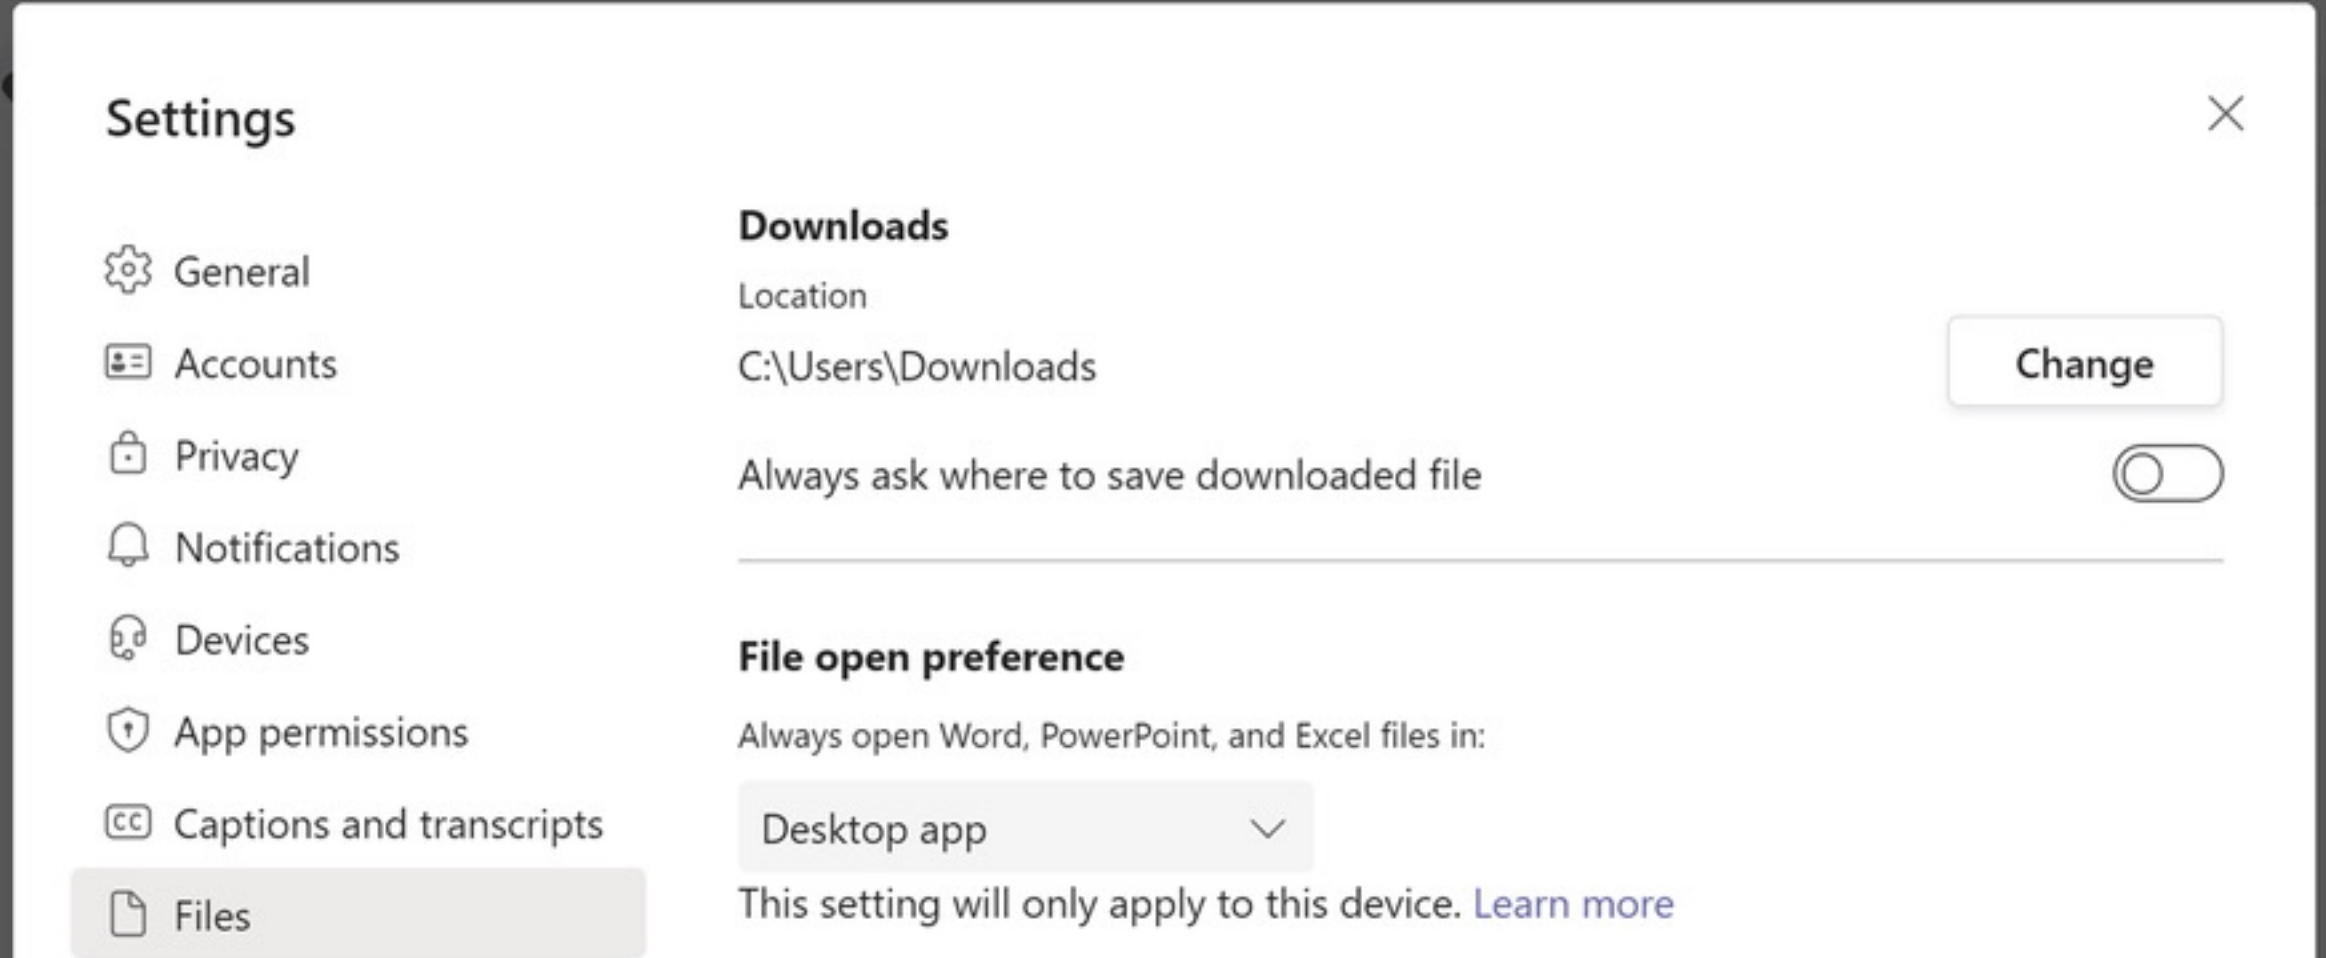 Settings
General
Accounts
Privacy
Notifications
Devices
App permissions
CC Captions and transcripts
Files
Downloads
Location
C:\Users\Downloads
Change
Always ask where to save downloaded file
File open preference
Always open Word, PowerPoint, and Excel files in:
Desktop app
This setting will only apply to this device. Learn more